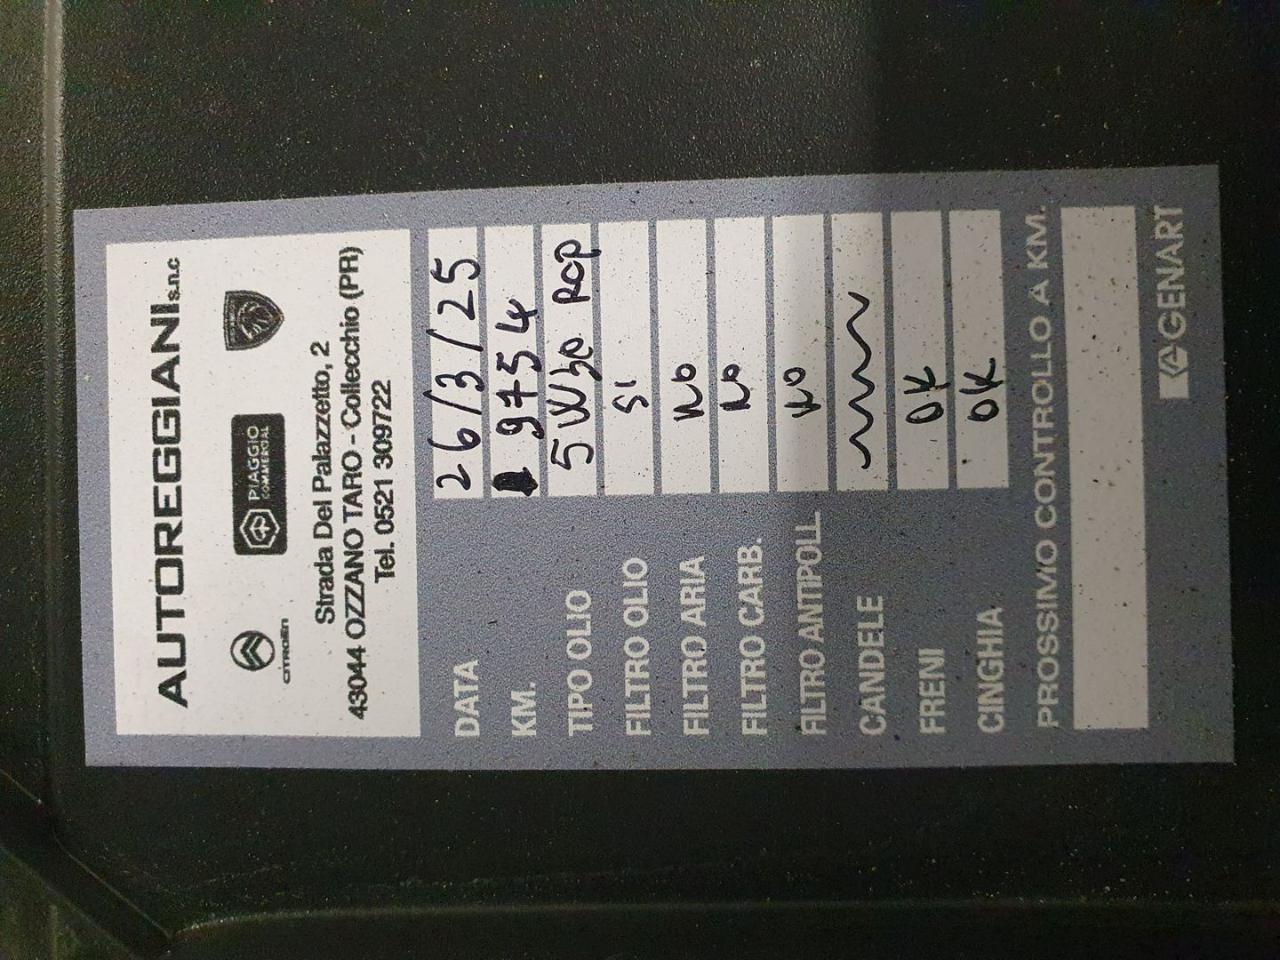 AUTOREGGIANI s.n.c
CITROËN
PIAGGIO
COMMERCIAL
Strada Del Palazzetto, 2
43044 OZZANO TARO - Collecchio (PR)
Tel. 0521 309722
DATA 26/3/25
KM. 9754
TIPO OLIO 5W30 RCP
FILTRO OLIO SI
FILTRO ARIA NO
FILTRO CARB. NO
FILTRO ANTIPOLL NO
CANDELE
FRENI OK
CINGHIA OK
PROSSIMO CONTROLLO A KM.
GENART